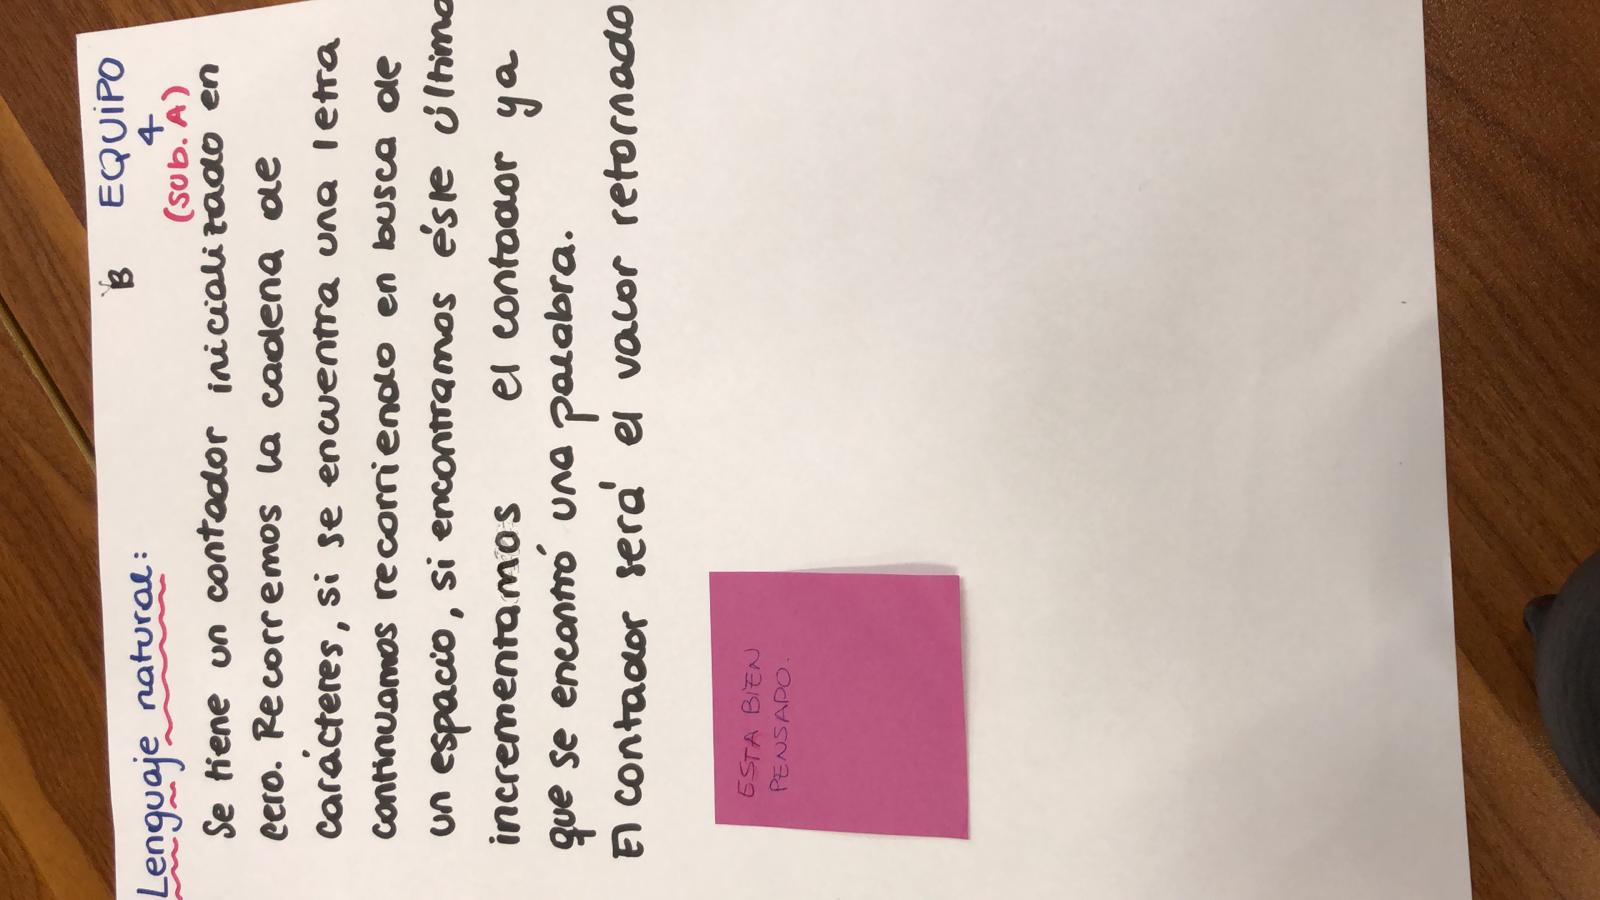 B EQUIPO
4
(SUB. A)
Lenguaje natural:
Se tiene un contador inicializado en
cero. Recorremos la cadena de
carácteres, si se encuentra una letra
continuamos recorriendo en busca de
un espacio, si encontramos éste último
incrementamos el contador ya
que se encontró una palabra.
El contador será el valor retornado
ESTA BIEN
PENSADO.